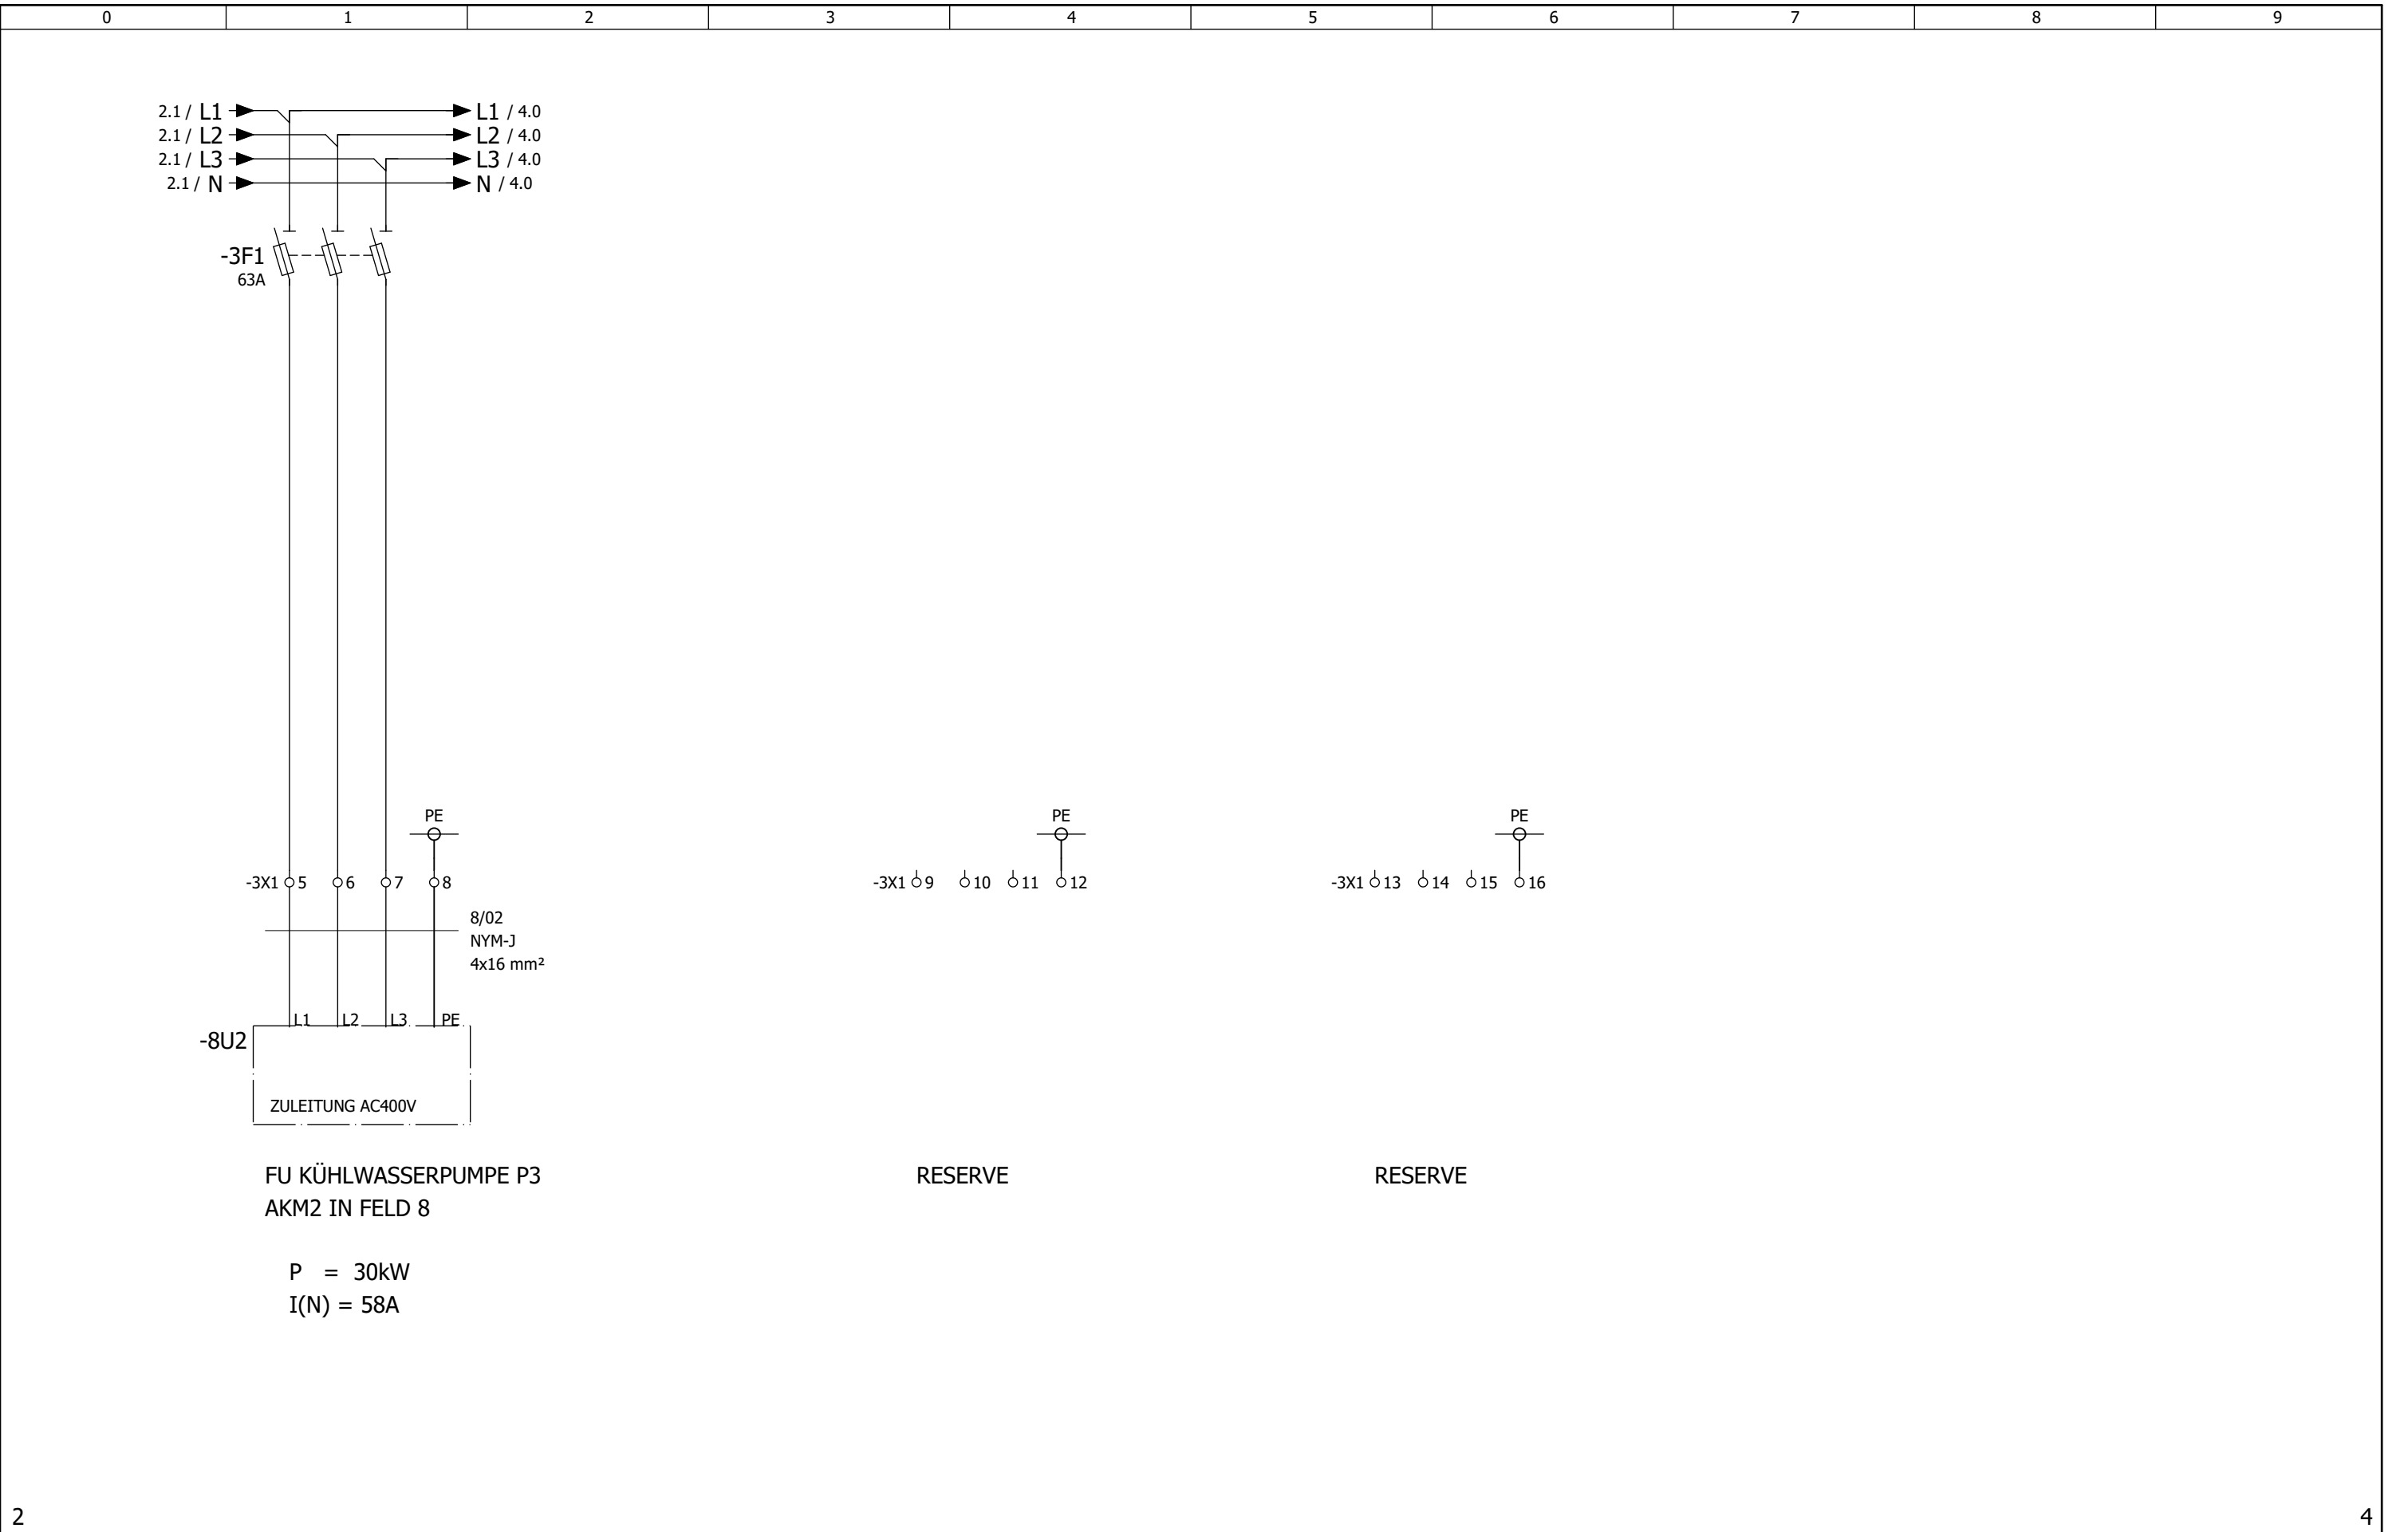 0 1 2 3 4 5 6 7 8 9
2.1 / L1 L1 / 4.0
2.1 / L2 L2 / 4.0
2.1 / L3 L3 / 4.0
2.1 / N N / 4.0
-3F1
63A
PE PE PE
-3X1 5 6 7 8 -3X1 9 10 11 12 -3X1 13 14 15 16
8/02
NYM-J
4x16 mm²
L1 L2 L3 PE
-8U2
ZULEITUNG AC400V
FU KÜHLWASSERPUMPE P3 RESERVE RESERVE
AKM2 IN FELD 8
P = 30kW
I(N) = 58A
2 4